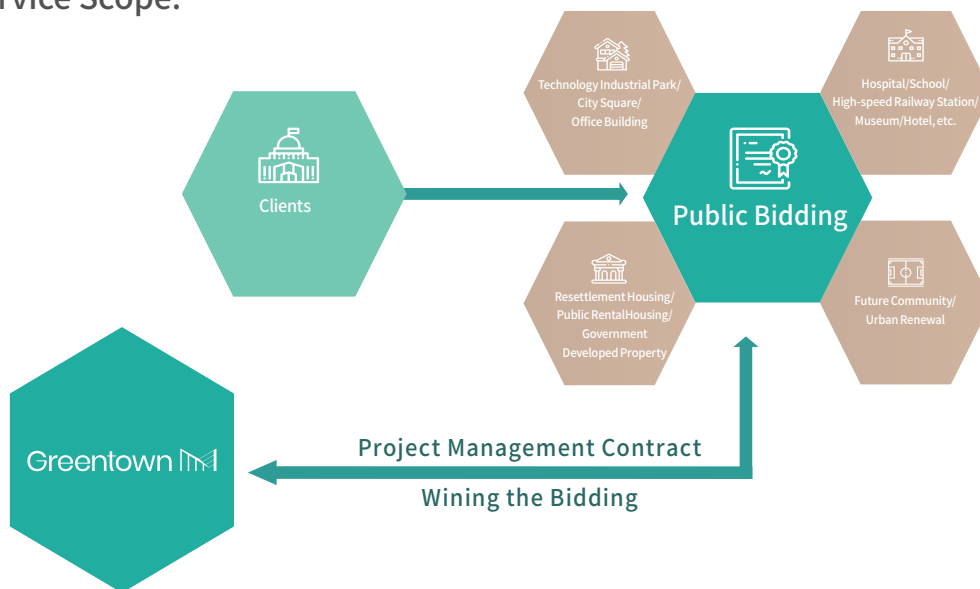 rvice Scope:
Technology Industrial Park/
City Square/
Office Building
Hospital/School/
High-speed Railway Station/
Museum/Hotel, etc.
Clients
Public Bidding
Resettlement Housing/
Public RentalHousing/
Government
Developed Property
Future Community/
Urban Renewal
Greentown
Project Management Contract
Wining the Bidding